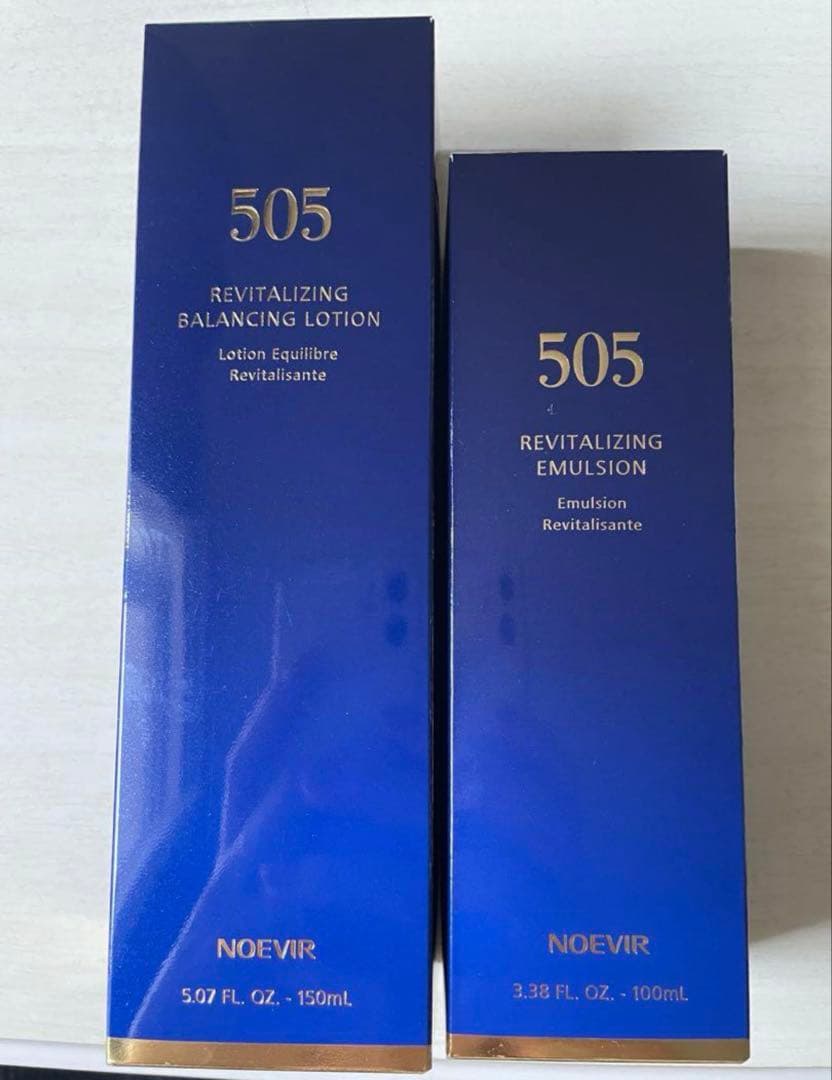 505
REVITALIZING
BALANCING LOTION
Lotion Equilibre
Revitalisante
NOEVIR
5.07 FL. OZ. - 150mL
505
REVITALIZING
EMULSION
Emulsion
Revitalisante
NOEVIR
3.38 FL. OZ. - 100mL